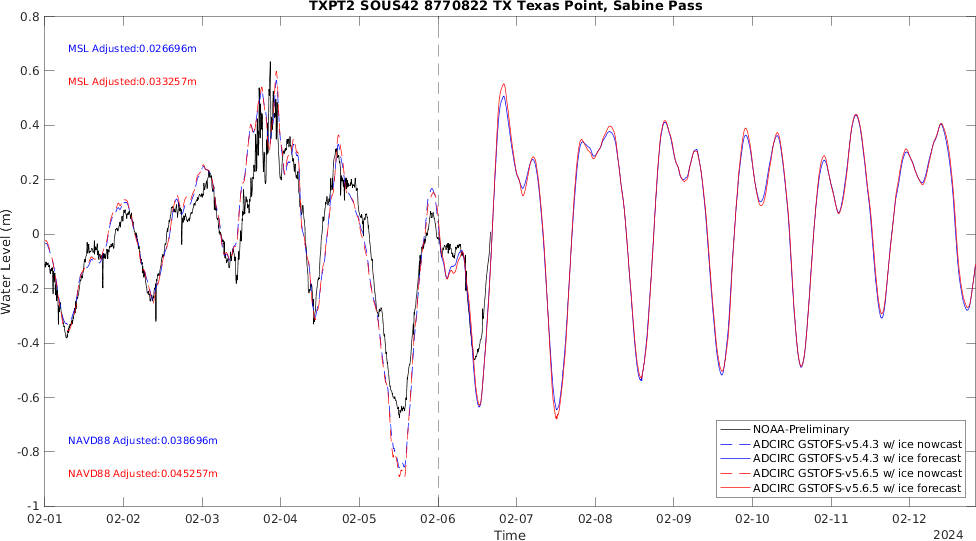 TXPT2 SOUS42 8770822 TX Texas Point, Sabine Pass
0.8
0.6
0.4
0.2
0
-0.2
-0.4
-0.6
-0.8
-1
Water Level (m)
MSL Adjusted:0.026696m
MSL Adjusted:0.033257m
NAVD88 Adjusted:0.038696m
NAVD88 Adjusted:0.045257m
NOAA-Preliminary
ADCIRC GSTOFS-v5.4.3 w/ ice nowcast
ADCIRC GSTOFS-v5.4.3 w/ ice forecast
ADCIRC GSTOFS-v5.6.5 w/ ice nowcast
ADCIRC GSTOFS-v5.6.5 w/ ice forecast
02-01 02-02 02-03 02-04 02-05 02-06 02-07 02-08 02-09 02-10 02-11 02-12
Time
2024